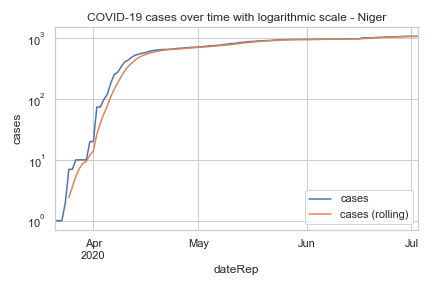 COVID-19 cases over time with logarithmic scale - Niger
cases
10³
10²
10¹
10⁰
Apr
2020
May
Jun
Jul
dateRep
cases
cases (rolling)